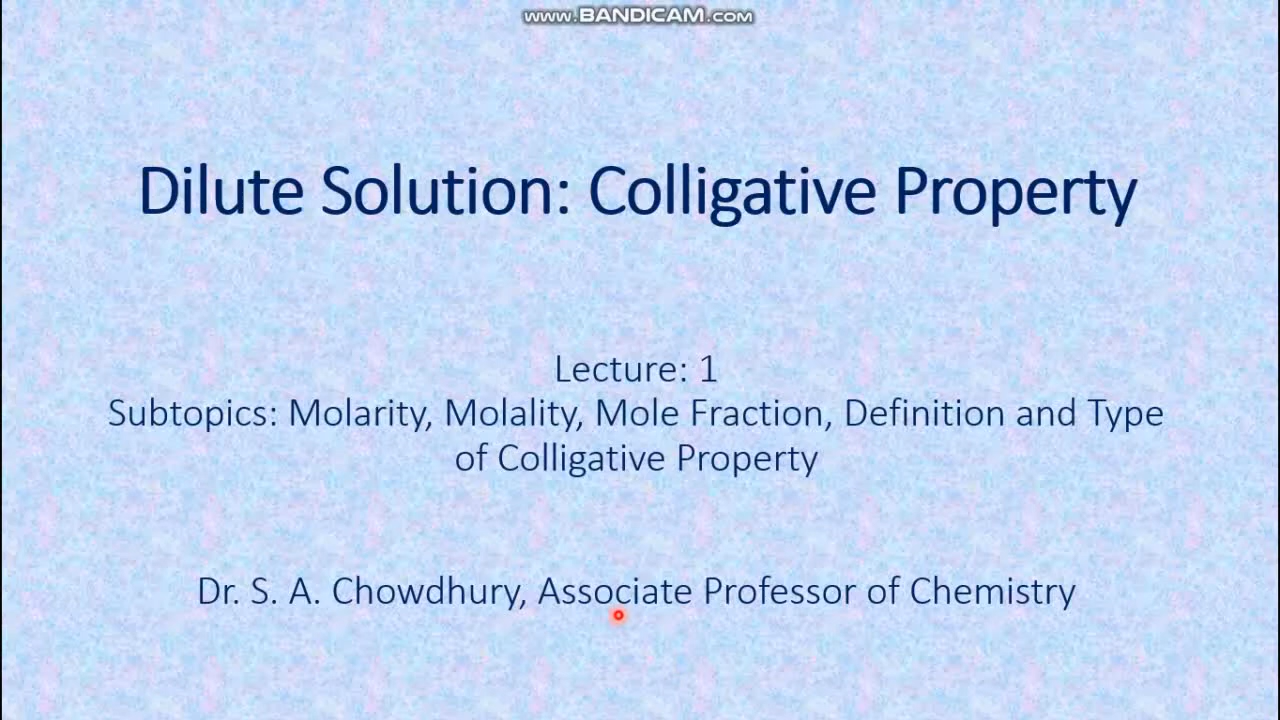 www.BANDICAM.com
Dilute Solution: Colligative Property
Lecture: 1
Subtopics: Molarity, Molality, Mole Fraction, Definition and Type
of Colligative Property
Dr. S. A. Chowdhury, Associate Professor of Chemistry